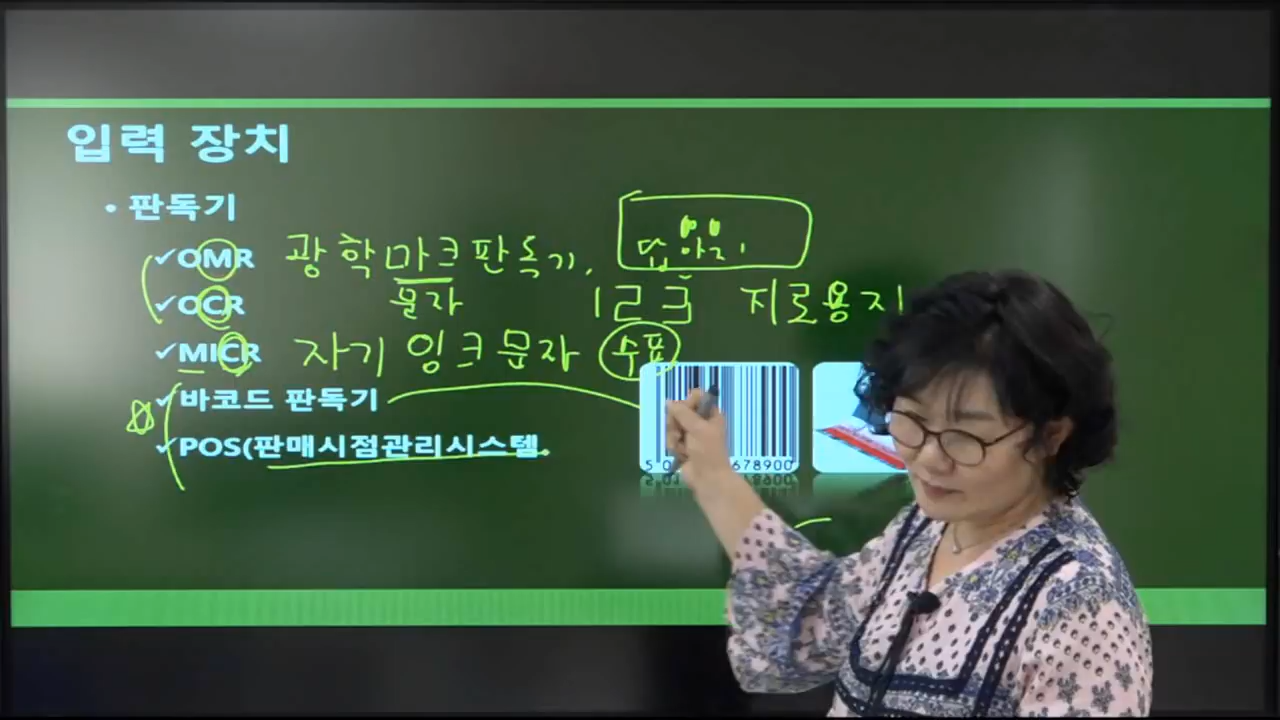 입력 장치
• 판독기
✓OMR 광학마크판독기.
✓OCR 문자 123 지로용지
✓MICR 자기 잉크문자 수표
✓바코드 판독기
✓POS(판매시점관리시스템
678900